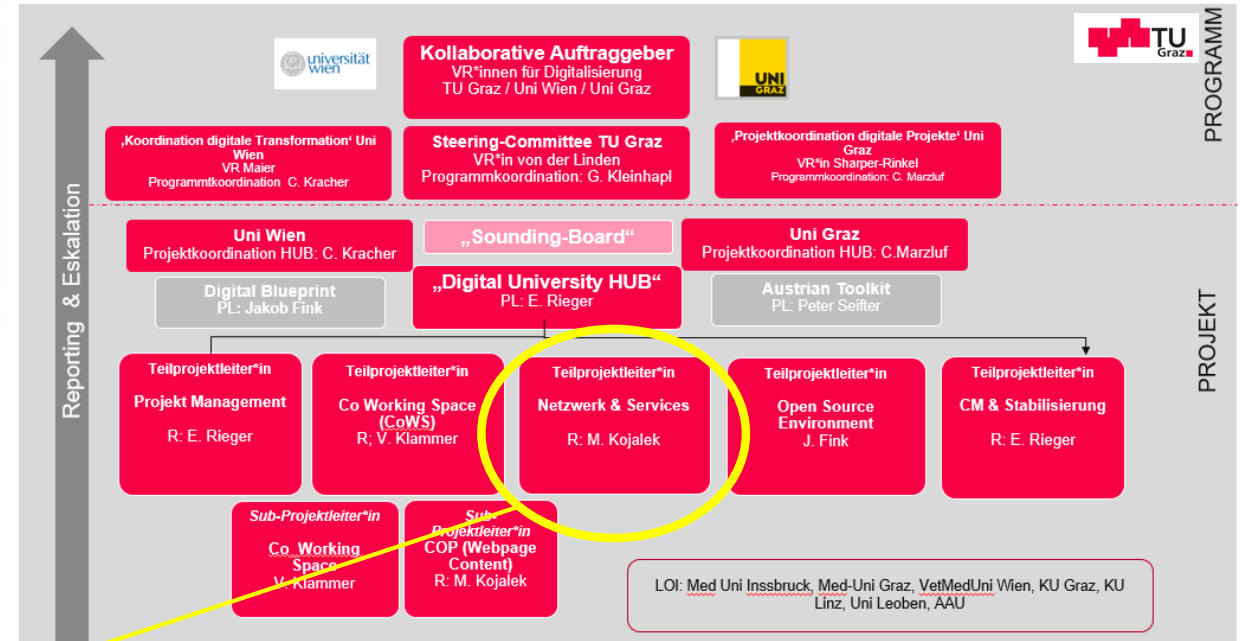 PROGRAMM
universität
wien
Kollaborative Auftraggeber
VR*innen für Digitalisierung
TU Graz / Uni Wien / Uni Graz
UNI
GRAZ
TU
Graz
‚Koordination digitale Transformation‘ Uni
Wien
VR Maier
Programmtkoordination C. Kracher
Steering-Committee TU Graz
VR*in von der Linden
Programmkoordination: G. Kleinhapl
‚Projektkoordination digitale Projekte‘ Uni
Graz
VR*in Sharper-Rinkel
Programmkoordination: C. Marzluf
Reporting & Eskalation
PROJEKT
Uni Wien
Projektkoordination HUB: C. Kracher
„Sounding-Board“
Uni Graz
Projektkoordination HUB: C.Marzluf
Digital Blueprint
PL: Jakob Fink
„Digital University HUB“
PL: E. Rieger
Austrian Toolkit
PL: Peter Seifter
Teilprojektleiter*in
Projekt Management
R: E. Rieger
Teilprojektleiter*in
Co Working Space
(CoWS)
R; V. Klammer
Teilprojektleiter*in
Netzwerk & Services
R: M. Kojalek
Teilprojektleiter*in
Open Source
Environment
J. Fink
Teilprojektleiter*in
CM & Stabilisierung
R: E. Rieger
Sub-Projektleiter*in
Co_Working
Space
V. Klammer
Sub-
Projektleiter*in
COP (Webpage
Content)
R: M. Kojalek
LOI: Med Uni Inssbruck, Med-Uni Graz, VetMedUni Wien, KU Graz, KU
Linz, Uni Leoben, AAU